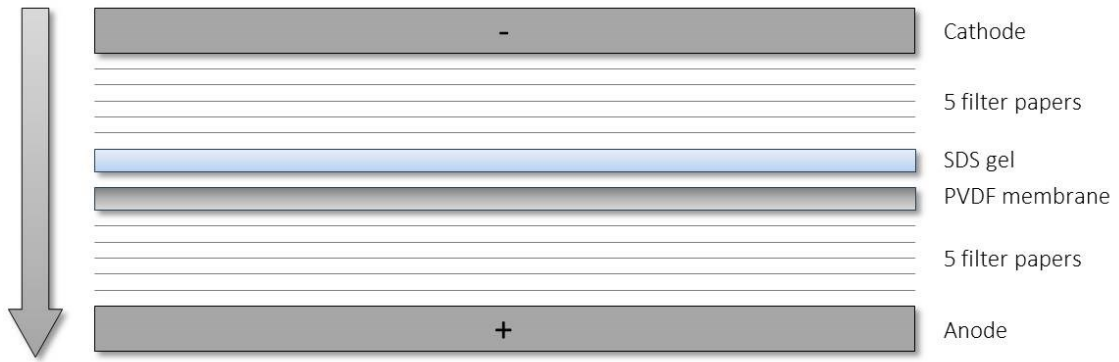 -
Cathode
5 filter papers
SDS gel
PVDF membrane
5 filter papers
+
Anode